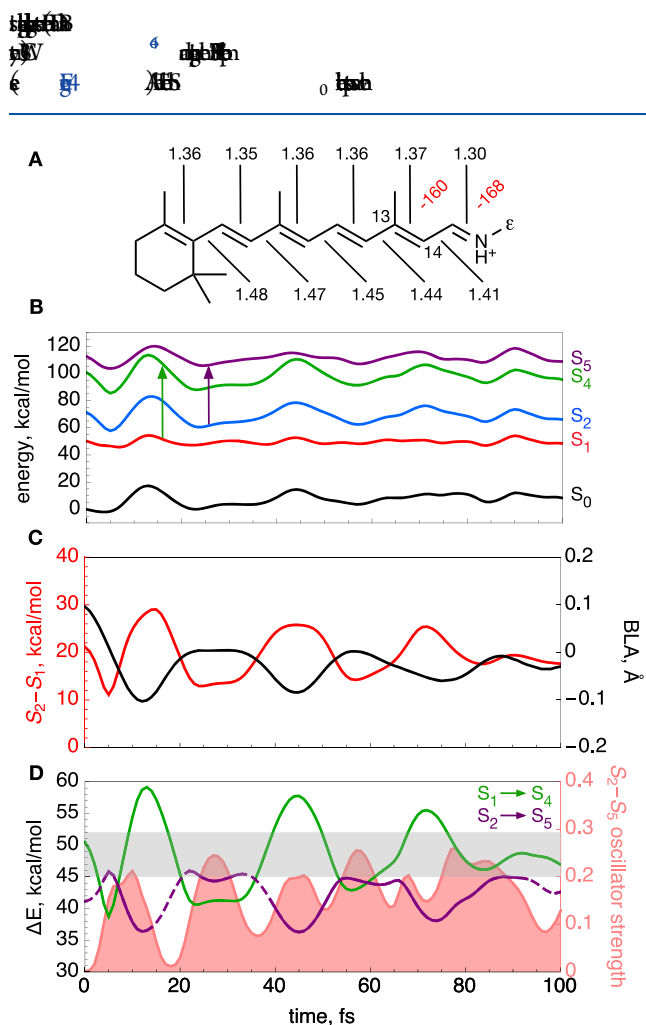 A
1.36 1.35 1.36 1.36 1.37 1.30
-160 -168
13
14
N
H+
ε
1.48 1.47 1.45 1.44 1.41
B
energy, kcal/mol
120
100
80
60
40
20
0
S5
S4
S2
S1
S0
C
S2–S1, kcal/mol
40
30
20
10
0
0.2
0.1
0
−0.1
−0.2
BLA, Å
D
ΔE, kcal/mol
60
55
50
45
40
35
30
S1 → S4
S2 → S5
0.4
0.3
0.2
0.1
0
S2–S5 oscillator strength
0 20 40 60 80 100
time, fs